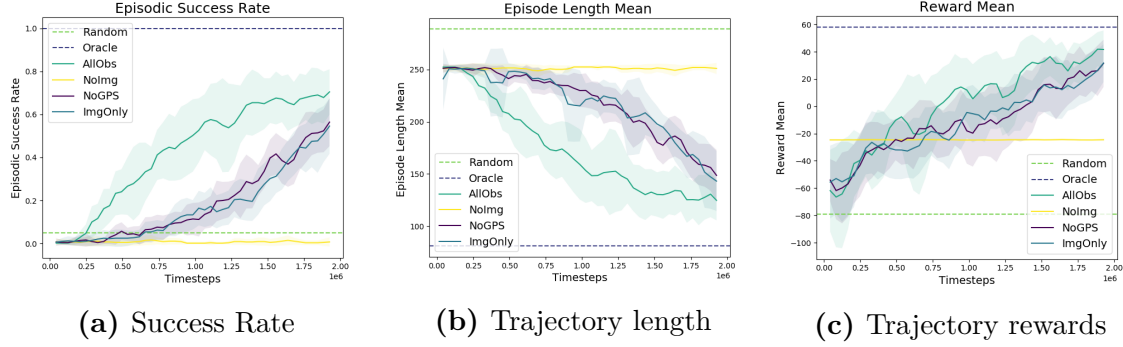 Episodic Success Rate
Episodic Success Rate
1.0
0.8
0.6
0.4
0.2
0.0
Random
Oracle
AllObs
NoImg
NoGPS
ImgOnly
0.00 0.25 0.50 0.75 1.00 1.25 1.50 1.75 2.00
1e6
Timesteps
(a) Success Rate
Episode Length Mean
Episode Length Mean
250
200
150
100
Random
Oracle
AllObs
NoImg
NoGPS
ImgOnly
0.00 0.25 0.50 0.75 1.00 1.25 1.50 1.75 2.00
1e6
Timesteps
(b) Trajectory length
Reward Mean
Reward Mean
60
40
20
0
−20
−40
−60
−80
−100
Random
Oracle
AllObs
NoImg
NoGPS
ImgOnly
0.00 0.25 0.50 0.75 1.00 1.25 1.50 1.75 2.00
1e6
Timesteps
(c) Trajectory rewards